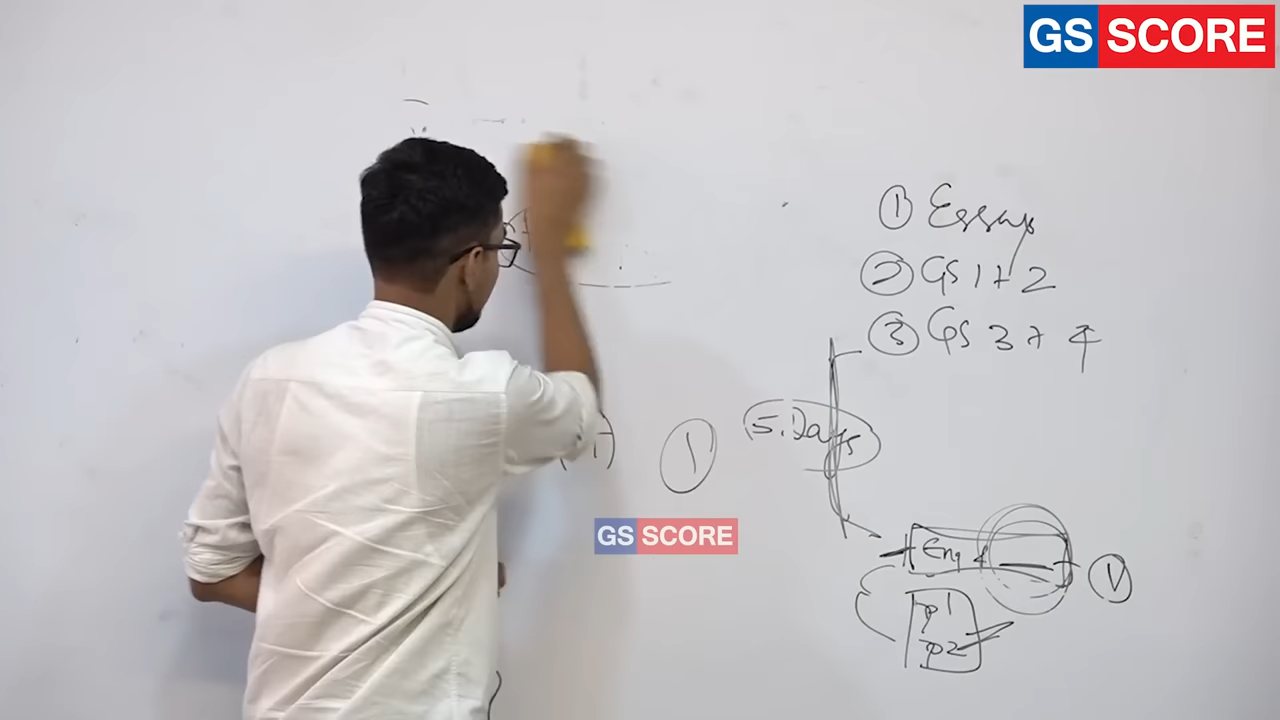 GS SCORE
① Essay
② GS 1 + 2
③ GS 3 + 4
5. Days
①
GS SCORE
Eng +
P1
P2